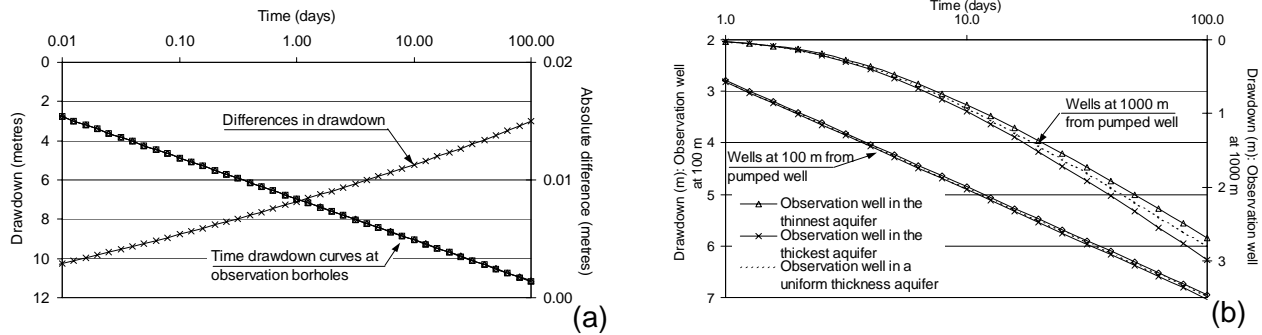 Time (days)
0.01 0.10 1.00 10.00 100.00
0 0.02
2
4
6 0.01
8
10
12 0.00
Drawdown (metres)
Absolute difference (metres)
Differences in drawdown
Time drawdown curves at
observation boreholes
(a)
Time (days)
1.0 10.0 100.0
2 0
3
1
4
5 2
6
3
7
Drawdown (m): Observation well
at 100 m
Drawdown (m): Observation well
at 1000 m
Wells at 1000 m
from pumped well
Wells at 100 m from
pumped well
Observation well in the
thinnest aquifer
Observation well in the
thickest aquifer
Observation well in a
uniform thickness aquifer
(b)